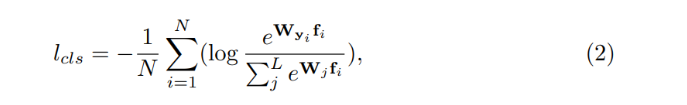 $$l_{cls} = -\frac{1}{N} \sum_{i=1}^{N} (\log \frac{e^{\mathbf{W}_{\mathbf{y}_i} \mathbf{f}_i}}{\sum_{j}^{L} e^{\mathbf{W}_j \mathbf{f}_i}}), \quad (2)$$